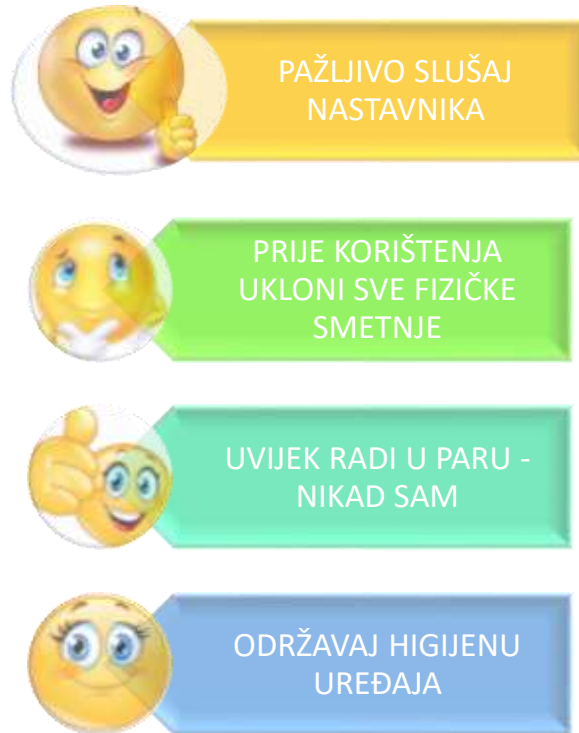 PAŽLJIVO SLUŠAJ
NASTAVNIKA
PRIJE KORIŠTENJA
UKLONI SVE FIZIČKE
SMETNJE
UVIJEK RADI U PARU -
NIKAD SAM
ODRŽAVAJ HIGIJENU
UREĐAJA